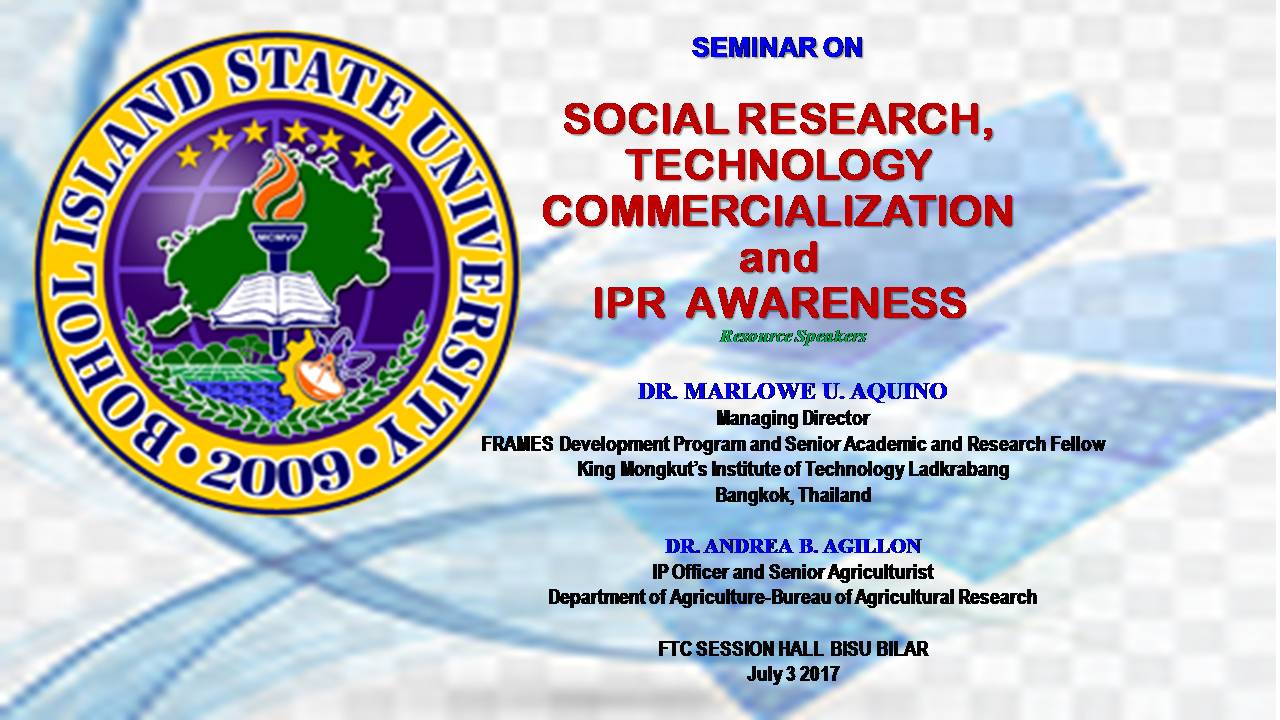 BOHOL ISLAND STATE UNIVERSITY
MCMVII
2009
SEMINAR ON
SOCIAL RESEARCH,
TECHNOLOGY
COMMERCIALIZATION
and
IPR AWARENESS
Resource Speakers
DR. MARLOWE U. AQUINO
Managing Director
FRAMES Development Program and Senior Academic and Research Fellow
King Mongkut's Institute of Technology Ladkrabang
Bangkok, Thailand
DR. ANDREA B. AGILLON
IP Officer and Senior Agriculturist
Department of Agriculture-Bureau of Agricultural Research
FTC SESSION HALL BISU BILAR
July 3 2017